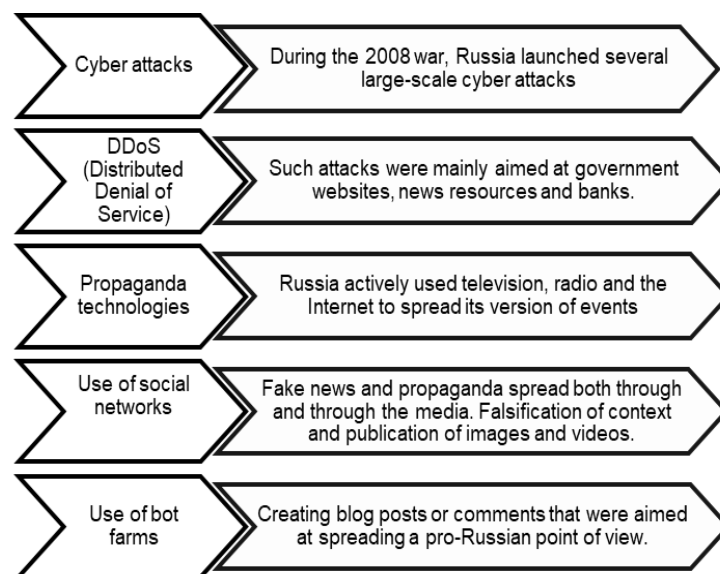 Cyber attacks
During the 2008 war, Russia launched several
large-scale cyber attacks
DDoS
(Distributed
Denial of
Service)
Such attacks were mainly aimed at government
websites, news resources and banks.
Propaganda
technologies
Russia actively used television, radio and the
Internet to spread its version of events
Use of social
networks
Fake news and propaganda spread both through
and through the media. Falsification of context
and publication of images and videos.
Use of bot
farms
Creating blog posts or comments that were aimed
at spreading a pro-Russian point of view.